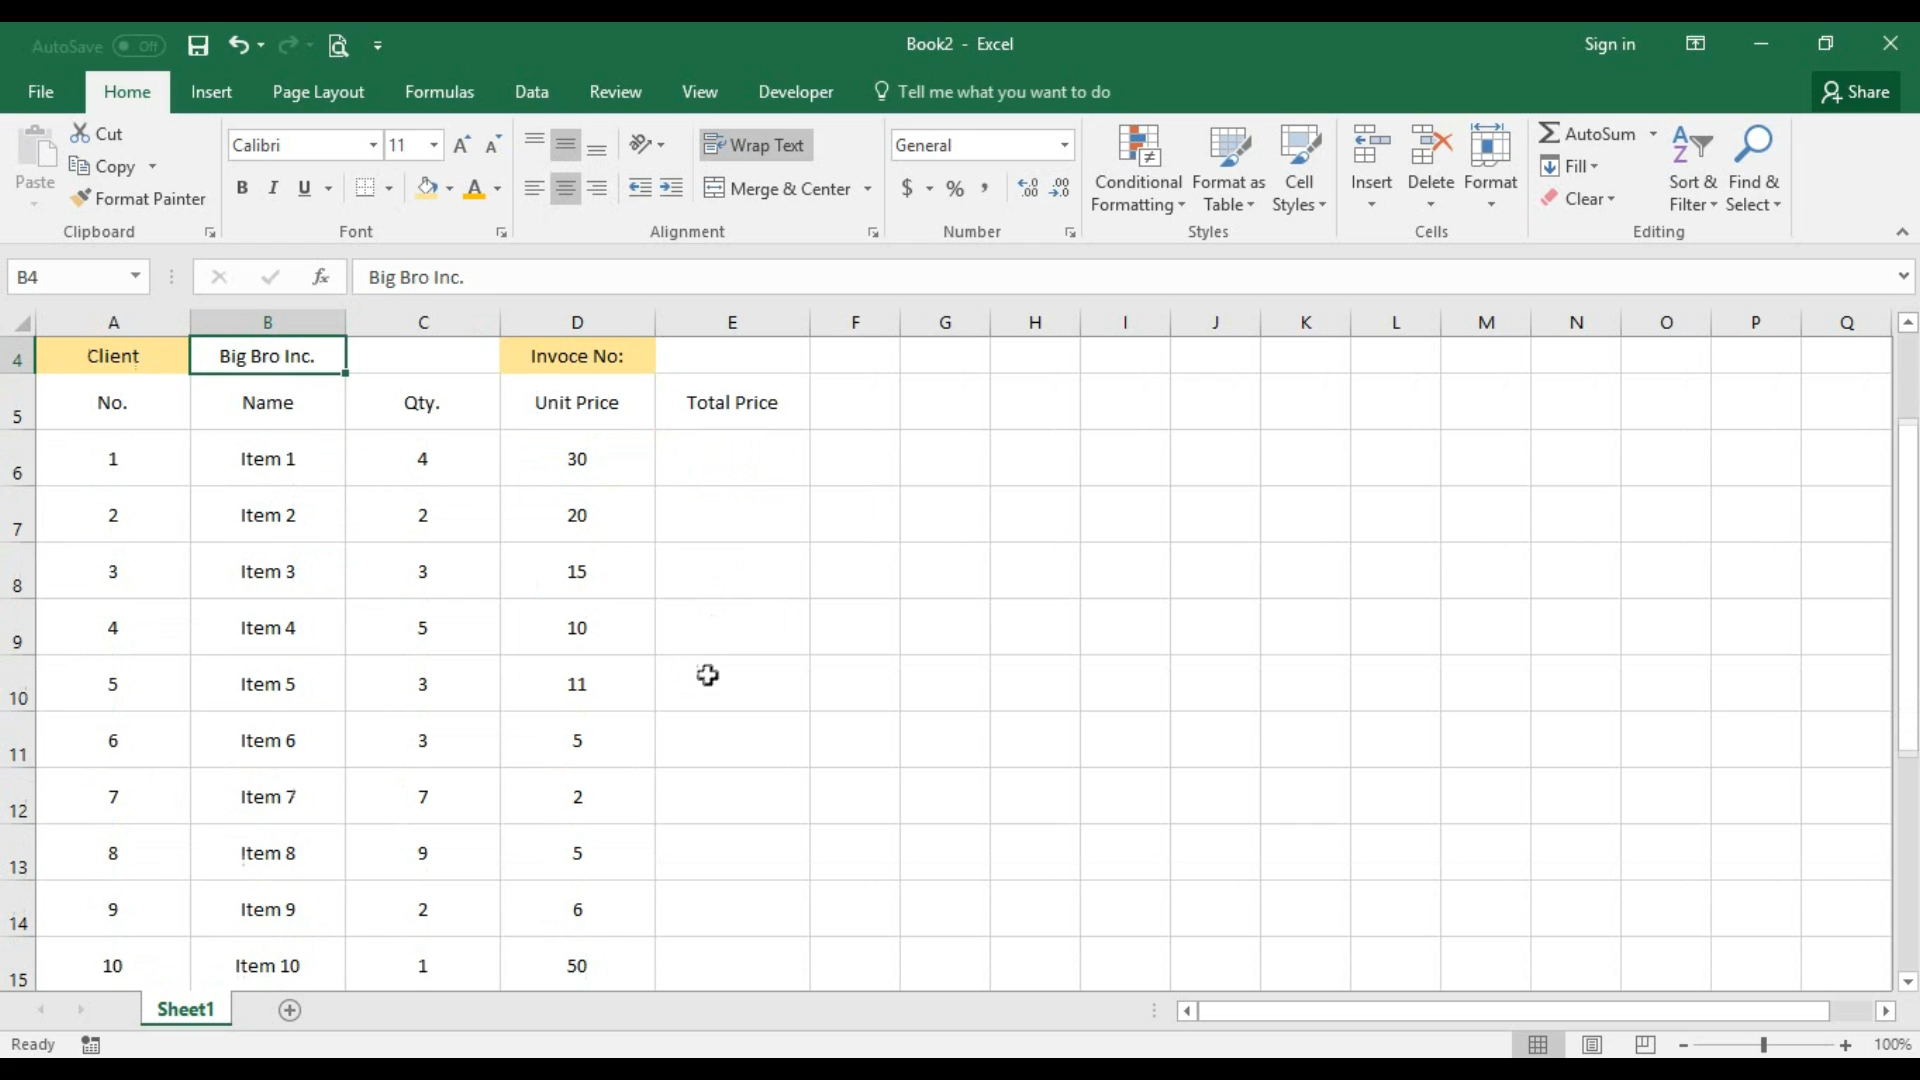 AutoSave Off Book2 - Excel Sign in
File Home Insert Page Layout Formulas Data Review View Developer Tell me what you want to do Share
Paste Cut Copy Format Painter Clipboard
Calibri 11 B I U A Font
Wrap Text Merge & Center Alignment
General $ % , Number
Conditional Formatting Format as Table Cell Styles Styles
Insert Delete Format Cells
AutoSum Fill Clear Sort & Filter Find & Select Editing
B4 fx Big Bro Inc.
A B C D E F G H I J K L M N O P Q
4 Client Big Bro Inc. Invoce No:
5 No. Name Qty. Unit Price Total Price
6 1 Item 1 4 30
7 2 Item 2 2 20
8 3 Item 3 3 15
9 4 Item 4 5 10
10 5 Item 5 3 11
11 6 Item 6 3 5
12 7 Item 7 7 2
13 8 Item 8 9 5
14 9 Item 9 2 6
15 10 Item 10 1 50
Sheet1
Ready 100%